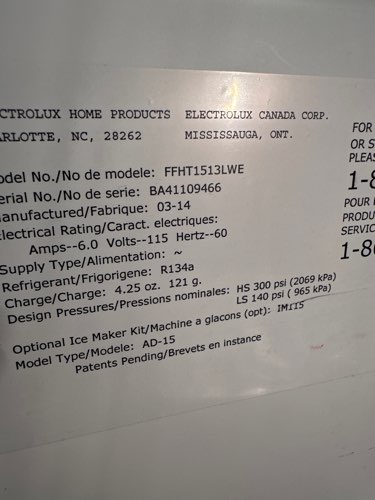 ECTROLUX HOME PRODUCTS ELECTROLUX CANADA CORP.
ARLOTTE, NC, 28262 MISSISSAUGA, ONT.
odel No./No de modele: FFHT1513LWE
erial No./No de serie: BA41109466
anufactured/Fabrique: 03-14
lectrical Rating/Caract. electriques:
Amps--6.0 Volts--115 Hertz--60
Supply Type/Alimentation: ~
Refrigerant/Frigorigene: R134a
Charge/Charge: 4.25 oz. 121 g.
Design Pressures/Pressions nominales: HS 300 psi (2069 kPa)
LS 140 psi ( 965 kPa)
Optional Ice Maker Kit/Machine a glacons (opt): IM115
Model Type/Modele: AD-15
Patents Pending/Brevets en instance
FOR
OR S
PLEAS
1-8
POUR
PRODU
SERVIC
1-80